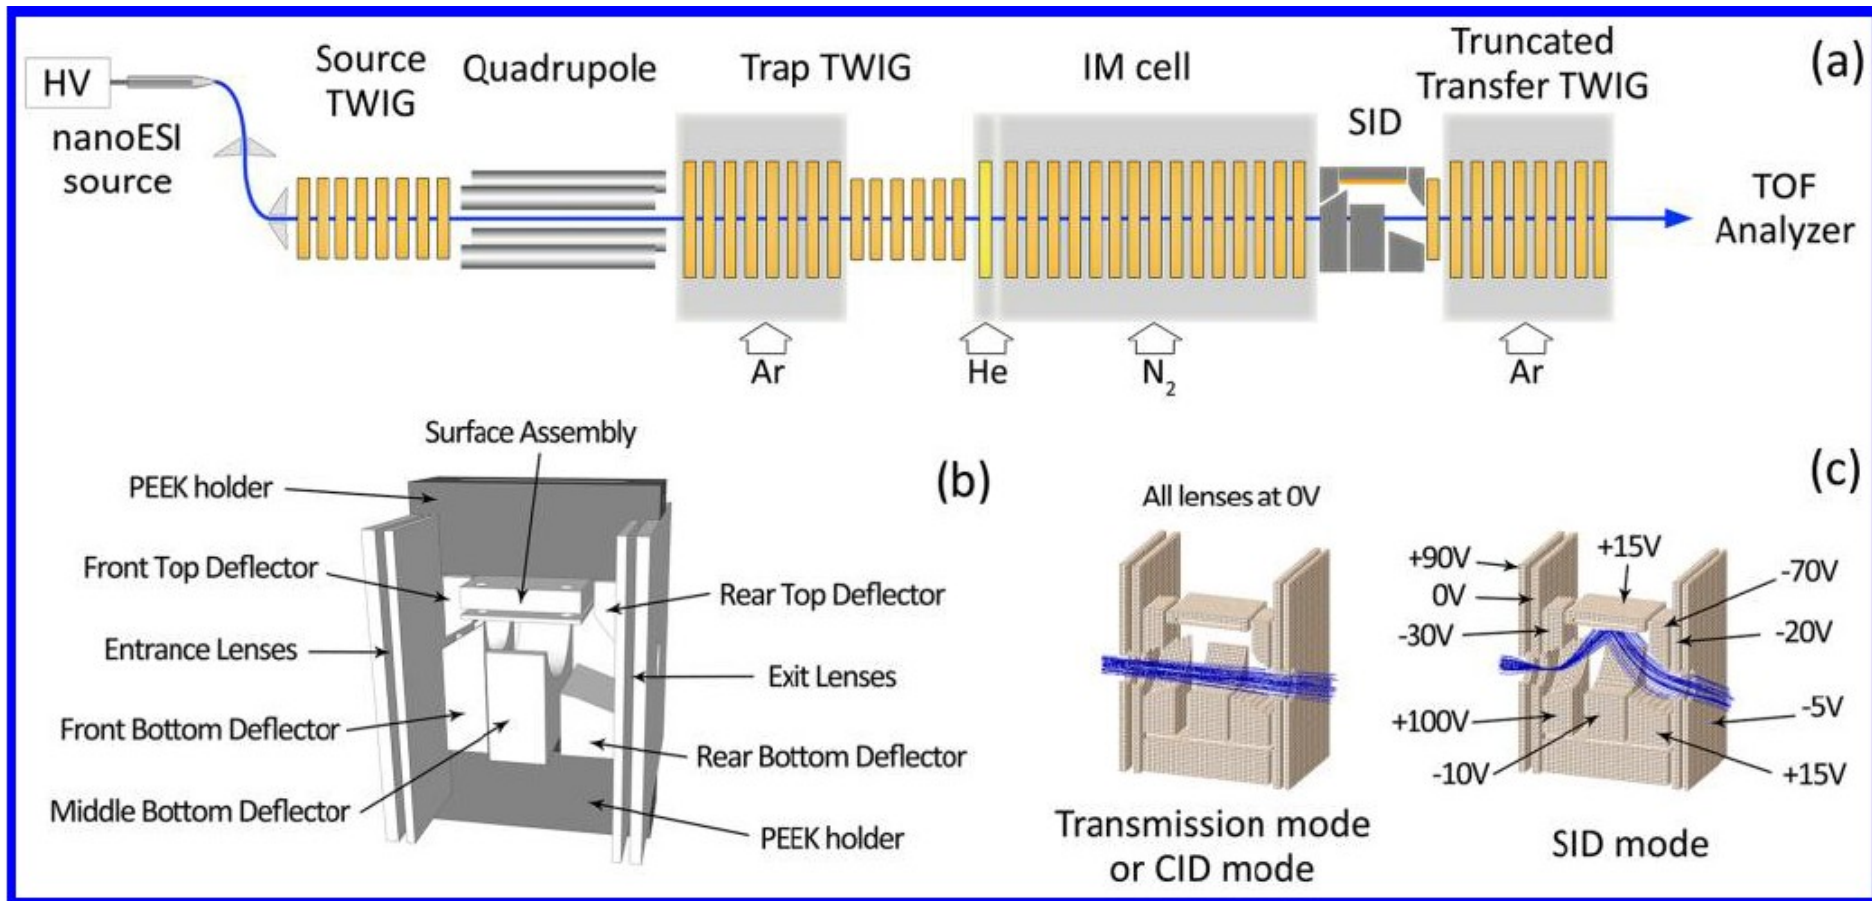 (a)
HV
nanoESI
source
Source
TWIG
Quadrupole
Trap TWIG
IM cell
SID
Truncated
Transfer TWIG
TOF
Analyzer
Ar
He
N₂
Ar
(b)
Surface Assembly
PEEK holder
Front Top Deflector
Entrance Lenses
Front Bottom Deflector
Middle Bottom Deflector
Rear Top Deflector
Exit Lenses
Rear Bottom Deflector
PEEK holder
(c)
All lenses at 0V
Transmission mode
or CID mode
+90V
0V
-30V
+100V
-10V
+15V
-70V
-20V
-5V
+15V
SID mode